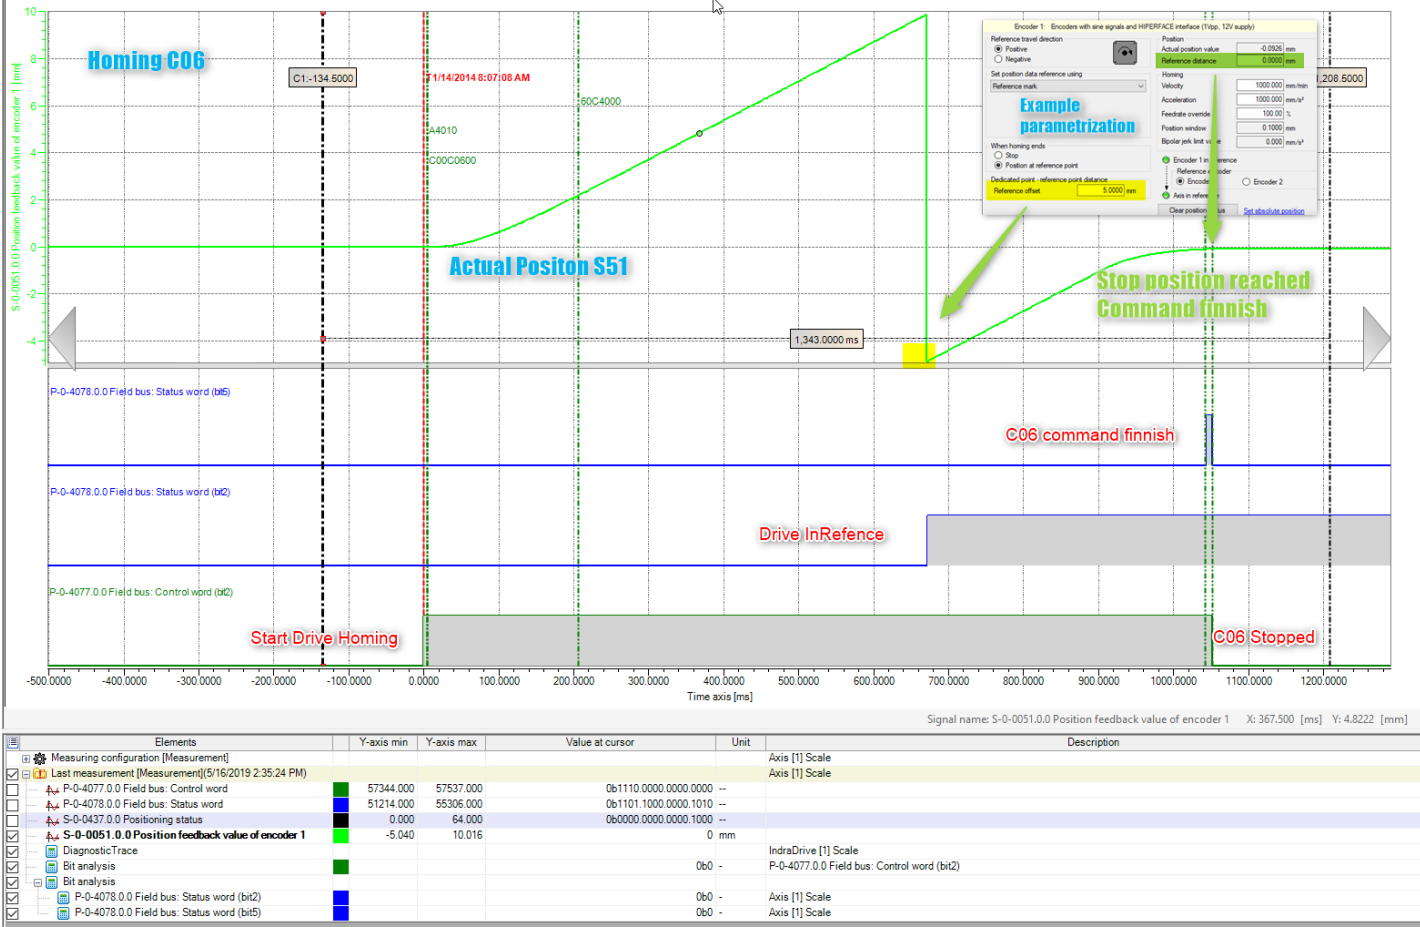 Homing C06
Actual Positon S51
S-0-0051.0.0 Position feedback value of encoder 1 [mm]
10
8
6
4
2
0
-2
-4
C1:-134.5000
1/14/2014 8:07:08 AM
A4010
C00C0600
60C4000
1,343.0000 ms
1,208.5000
Encoder 1: Encoders with sine signals and HIPERFACE interface (1Vpp, 12V supply)
Reference travel direction
Positive
Negative
Set position data reference using
Reference mark
Example
parametrization
When homing ends
Stop
Position at reference point
Dedicated point - reference point distance
Reference offset 5.0000 mm
Position
Actual position value -0.0926 mm
Reference distance 0.0000 mm
Homing
Velocity 1000.000 mm/min
Acceleration 1000.000 mm/s²
Feedrate override 100.00 %
Position window 0.1000 mm
Bipolar jerk limit 0.000 mm/s³
Encoder 1 in
Reference
Encoder 2
Axis in
Clear position
Set absolute position
Stop position reached
Command finnish
P-0-4078.0.0 Field bus: Status word (bit5)
C06 command finnish
P-0-4078.0.0 Field bus: Status word (bit2)
Drive InRefence
P-0-4077.0.0 Field bus: Control word (bit2)
Start Drive Homing
C06 Stopped
-500.0000 -400.0000 -300.0000 -200.0000 -100.0000 0.0000 100.0000 200.0000 300.0000 400.0000 500.0000 600.0000 700.0000 800.0000 900.0000 1000.0000 1100.0000 1200.0000
Time axis [ms]
Signal name: S-0-0051.0.0 Position feedback value of encoder 1 X: 367.500 [ms] Y: 4.8222 [mm]
Elements Y-axis min Y-axis max Value at cursor Unit Description
Measuring configuration [Measurement] Axis [1] Scale
Last measurement [Measurement](5/16/2019 2:35:24 PM) Axis [1] Scale
P-0-4077.0.0 Field bus: Control word 57344.000 57537.000 0b1110.0000.0000.0000 --
P-0-4078.0.0 Field bus: Status word 51214.000 55306.000 0b1101.1000.0000.1010 --
S-0-0437.0.0 Positioning status 0.000 64.000 0b0000.0000.0000.1000 --
S-0-0051.0.0 Position feedback value of encoder 1 -5.040 10.016 0 mm
DiagnosticTrace IndraDrive [1] Scale
Bit analysis 0b0 - P-0-4077.0.0 Field bus: Control word (bit2)
Bit analysis
P-0-4078.0.0 Field bus: Status word (bit2) 0b0 - Axis [1] Scale
P-0-4078.0.0 Field bus: Status word (bit5) 0b0 - Axis [1] Scale